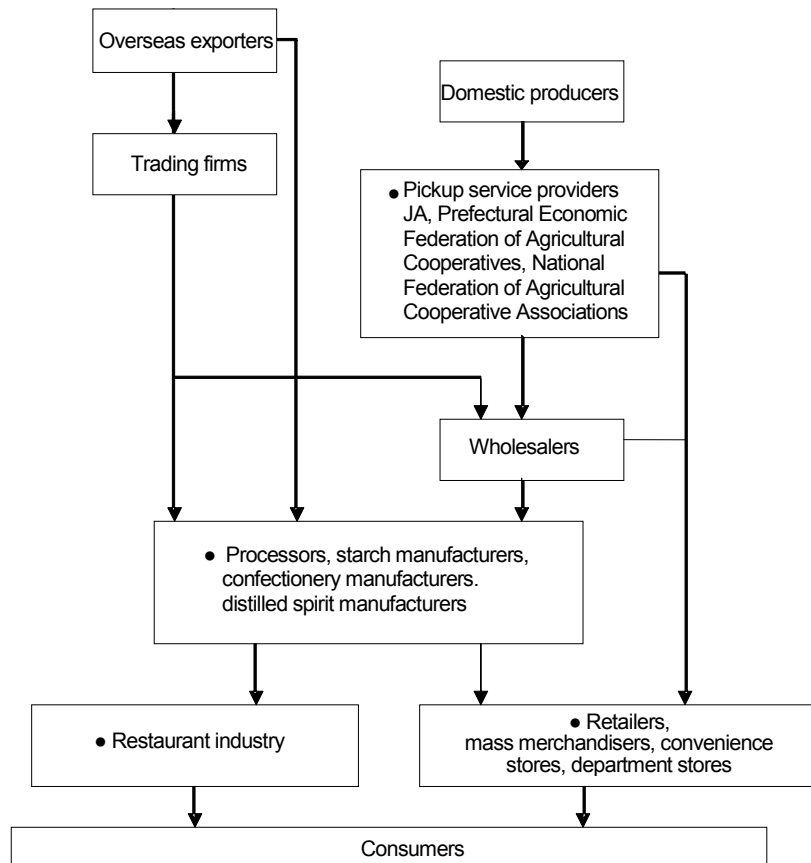 Overseas exporters
Domestic producers
Trading firms
● Pickup service providers
JA, Prefectural Economic
Federation of Agricultural
Cooperatives, National
Federation of Agricultural
Cooperative Associations
Wholesalers
● Processors, starch manufacturers,
confectionery manufacturers.
distilled spirit manufacturers
● Restaurant industry
● Retailers,
mass merchandisers, convenience
stores, department stores
Consumers